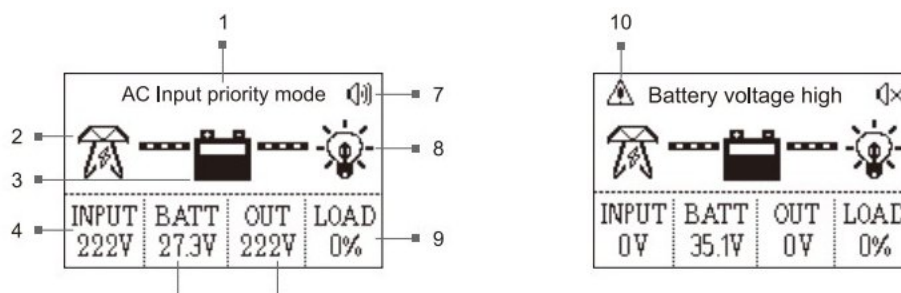 1
10
AC Input priority mode
7
Battery voltage high
2
8
3
4
INPUT BATT OUT LOAD
222V 27.3V 222V 0%
9
INPUT BATT OUT LOAD
0V 35.1V 0V 0%